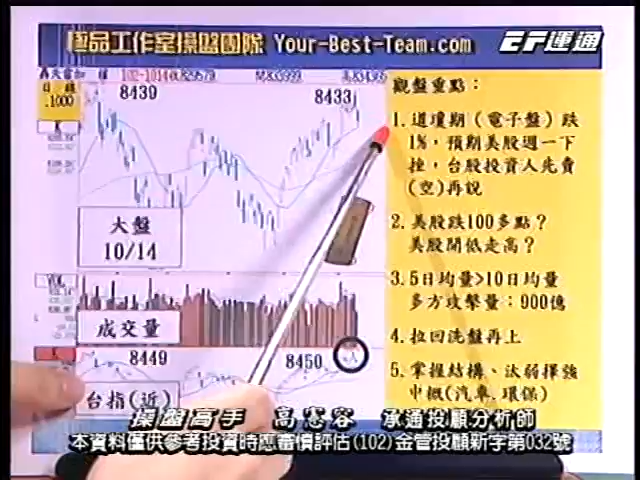 極品工作室操盤團隊 Your-Best-Team.com
EF運通
日線
.1000
8439
8433
大盤
10/14
成交量
8449
8450
台指(近)
觀盤重點：
1. 道瓊期（電子盤）跌
1%，預期美股週一下
挫，台股投資人先賣
(空)再說
2. 美股跌100多點？
美股開低走高？
3. 5日均量>10日均量
多方攻擊量：900億
4. 拉回洗盤再上
5. 掌握結構、汰弱擇強
中概(汽車.環保)
操盤高手 高憲容 承通投顧分析師
本資料僅供參考投資時應審慎評估(102)金管投顧新字第032號